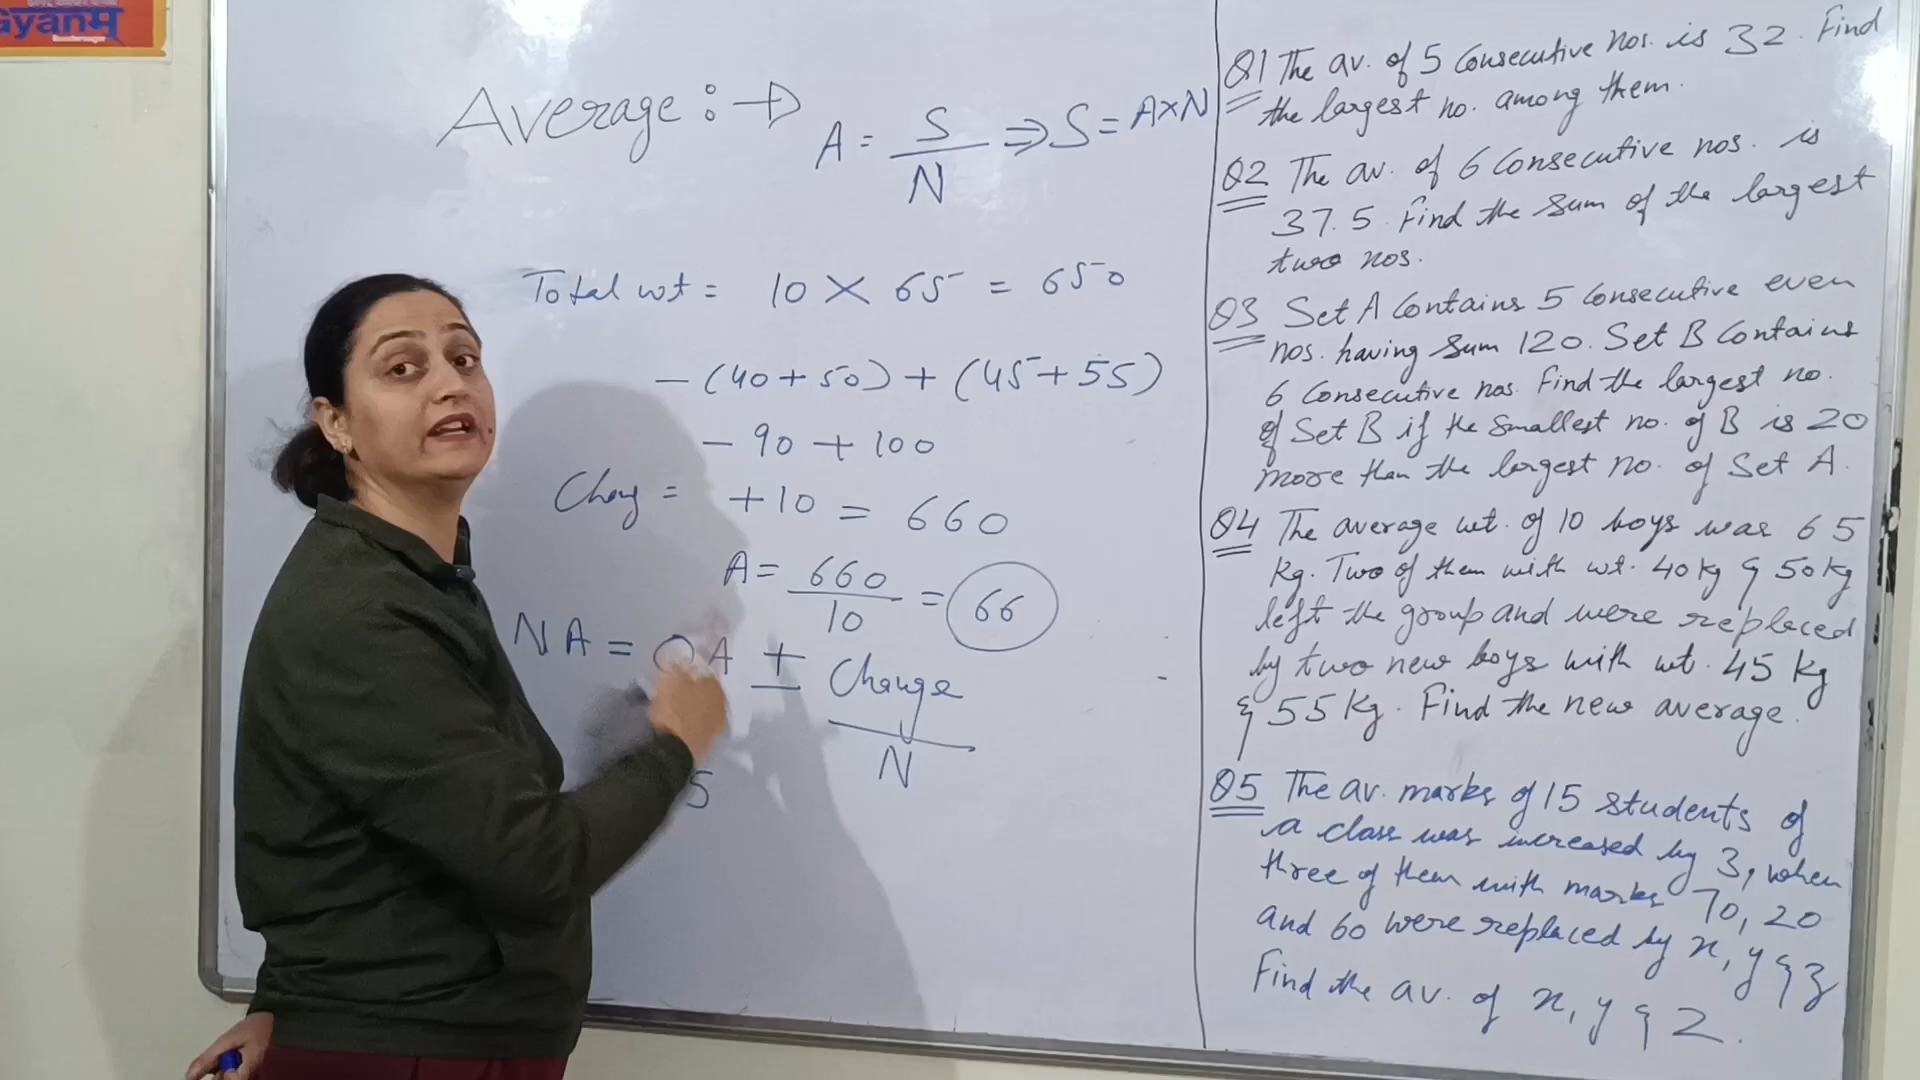 Gyanम
Average :→
A = S/N ⇒ S = A×N
Total wt = 10 × 65 = 650
- (40+50) + (45+55)
- 90 + 100
Chang = +10 = 660
A = 660/10 = 66
NA = OA ± Change/N
5
Q1 The av. of 5 Consecutive nos. is 32. Find
the largest no. among them.
Q2 The av. of 6 Consecutive nos. is
37.5. Find the sum of the largest
two nos.
Q3 Set A Contains 5 Consecutive even
nos. having sum 120. Set B Contains
6 Consecutive nos. Find the largest no.
of Set B if the smallest no. of B is 20
more than the largest no. of Set A.
Q4 The average wt. of 10 boys was 65
kg. Two of them with wt. 40 kg & 50 kg
left the group and were replaced
by two new boys with wt. 45 kg
& 55 kg. Find the new average.
Q5 The av. marks of 15 students of
a class was increased by 3, when
three of them with marks 70, 20
and 60 were replaced by x, y & z
Find the av. of x, y & z.